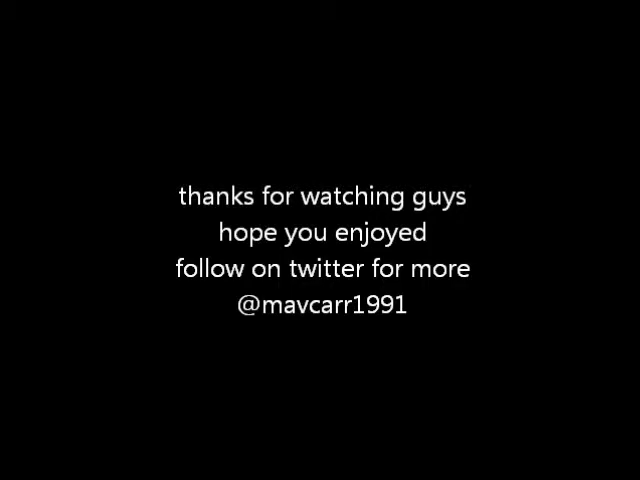 thanks for watching guys
hope you enjoyed
follow on twitter for more
@mavcarr1991